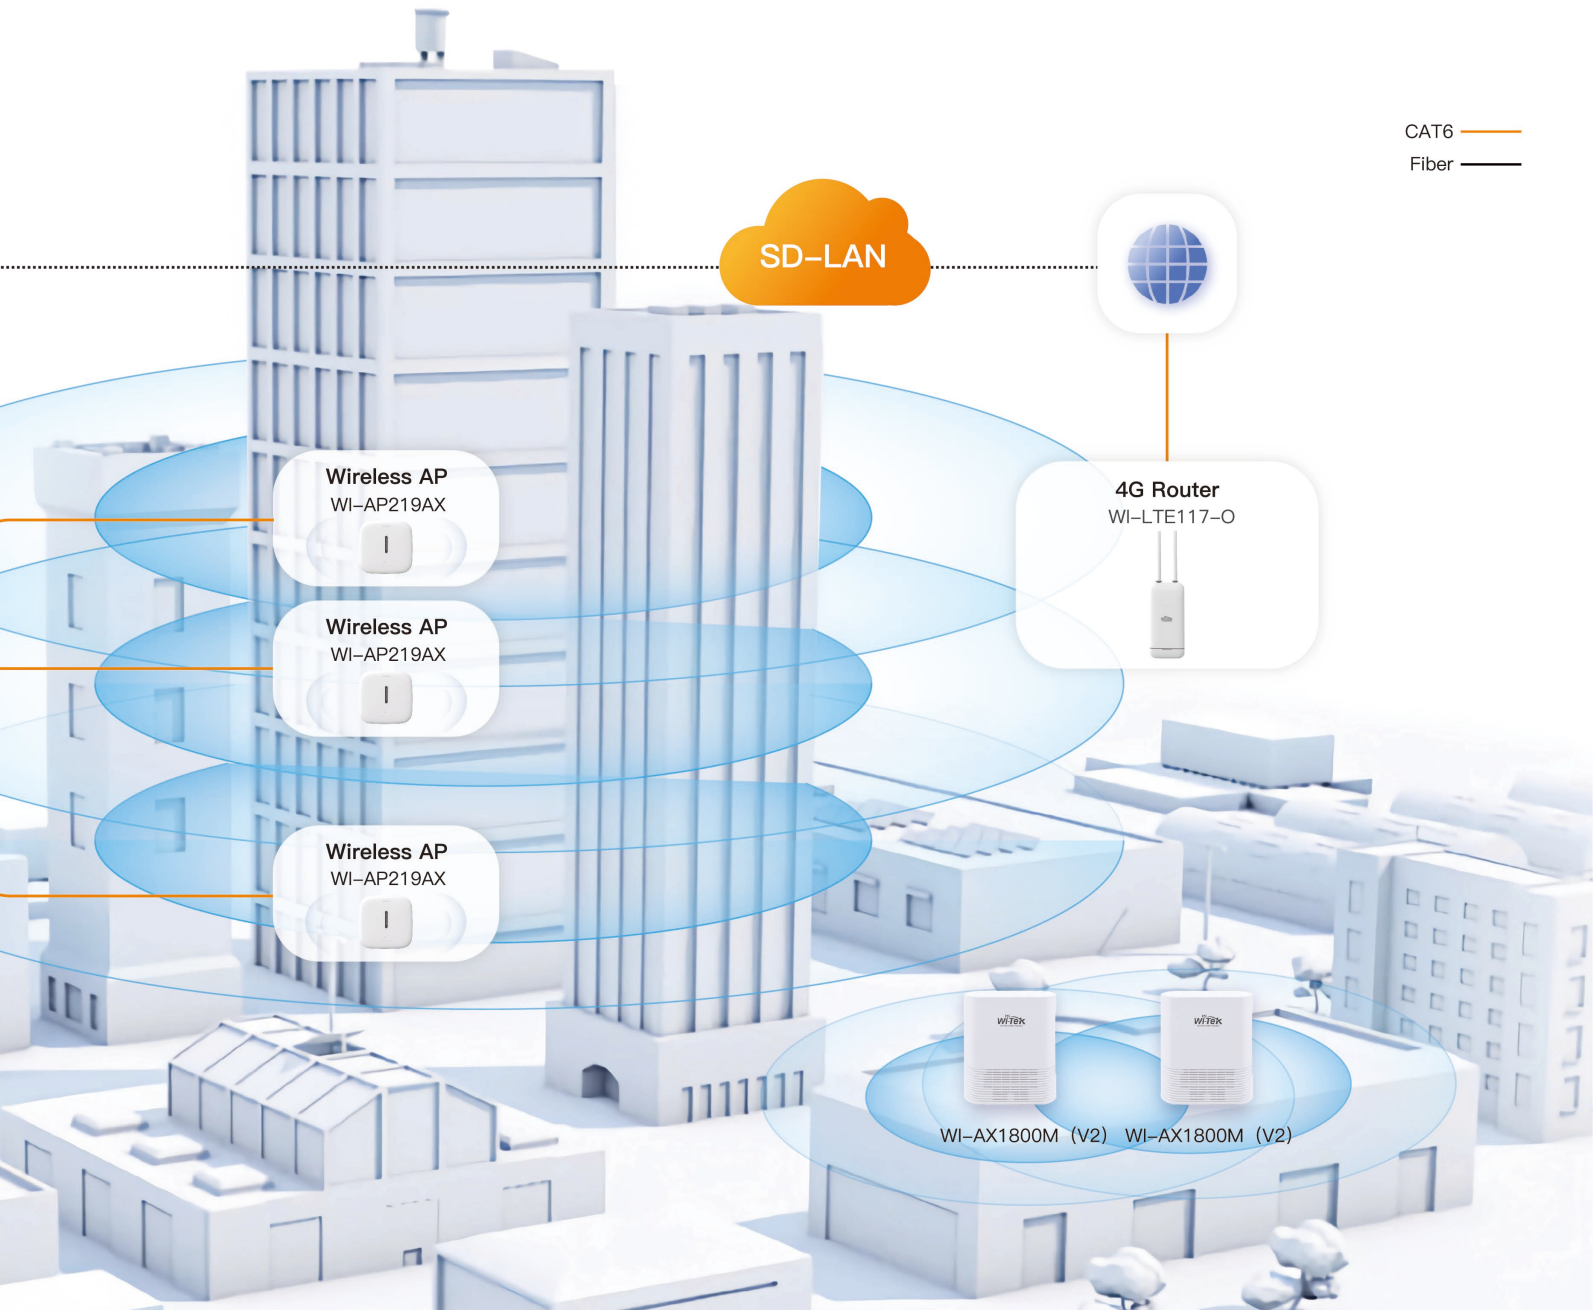 CAT6
Fiber
SD-LAN
Wireless AP
WI-AP219AX
4G Router
WI-LTE117-O
Wireless AP
WI-AP219AX
Wireless AP
WI-AP219AX
Wi-Tek
Wi-Tek
WI-AX1800M (V2)
WI-AX1800M (V2)